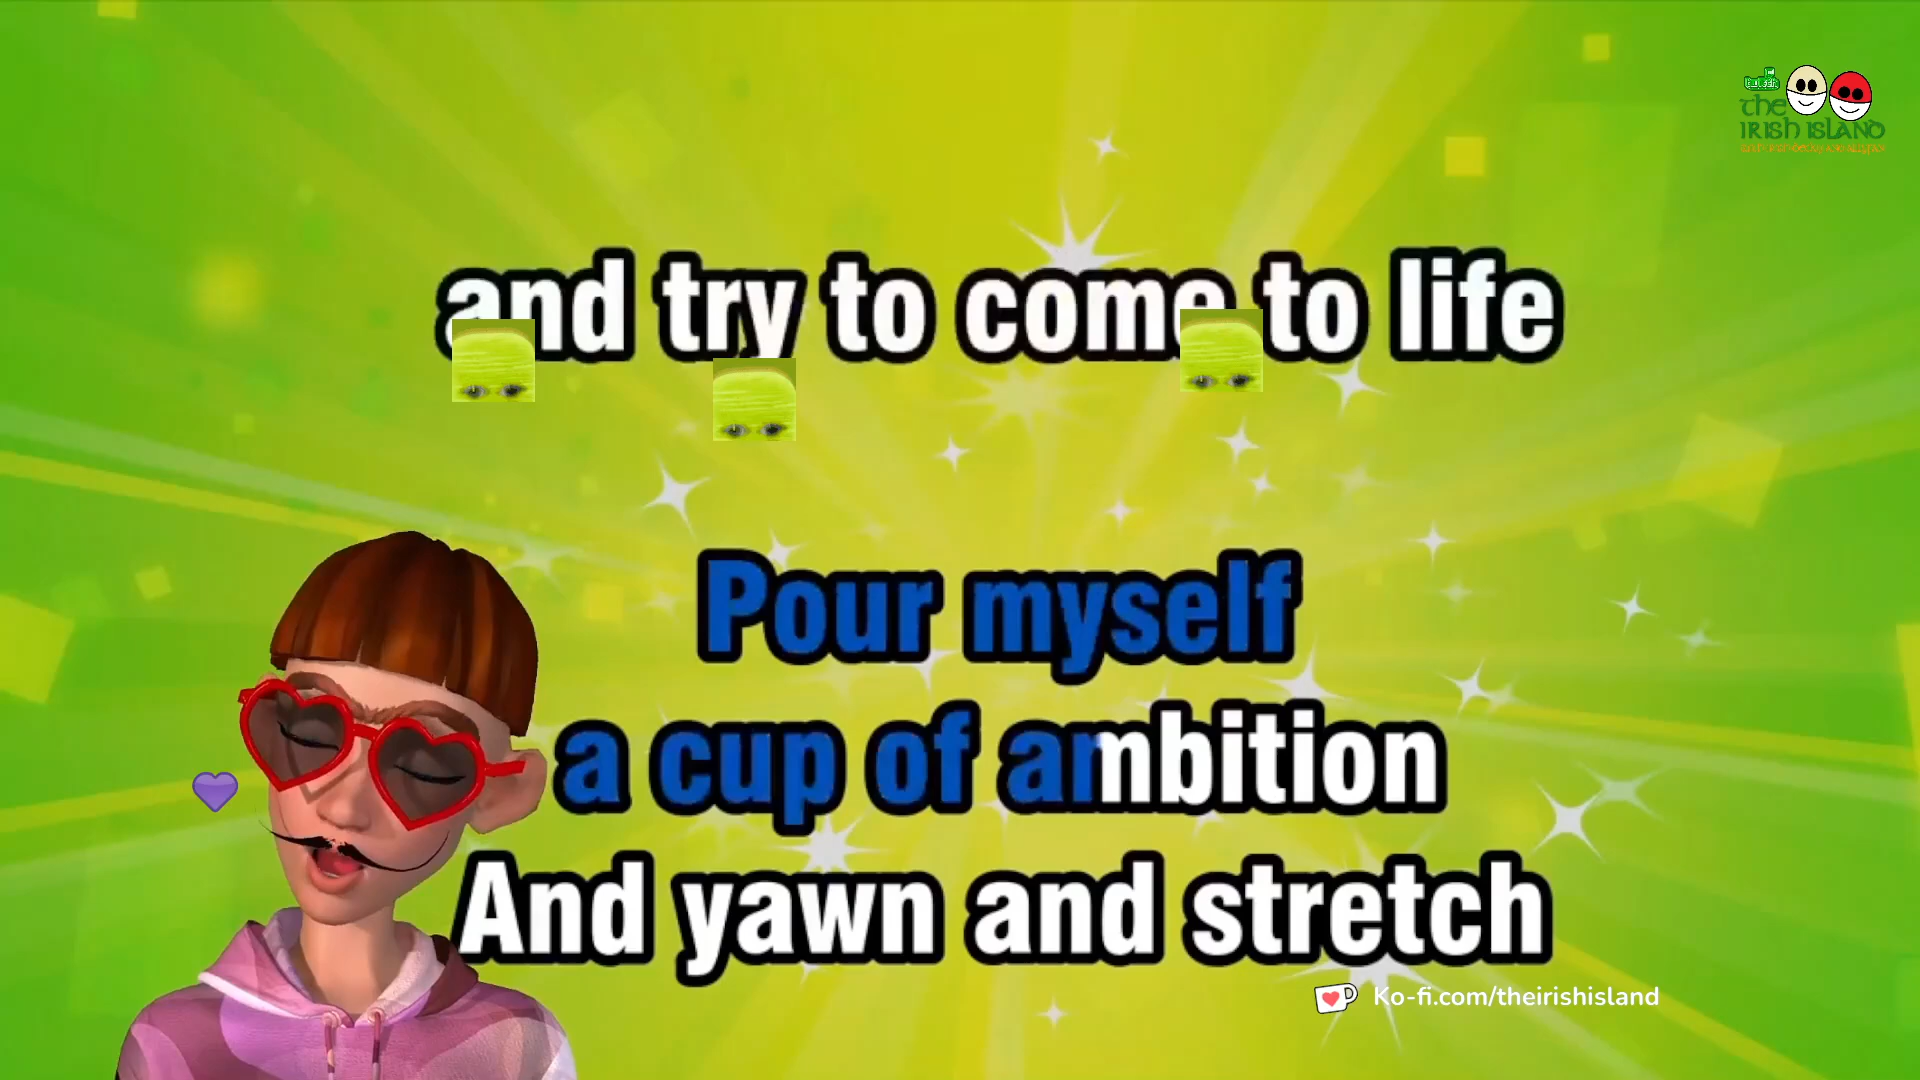 THE
IRISH ISLAND
and try to come to life
Pour myself
a cup of ambition
And yawn and stretch
Ko-fi.com/theirishisland